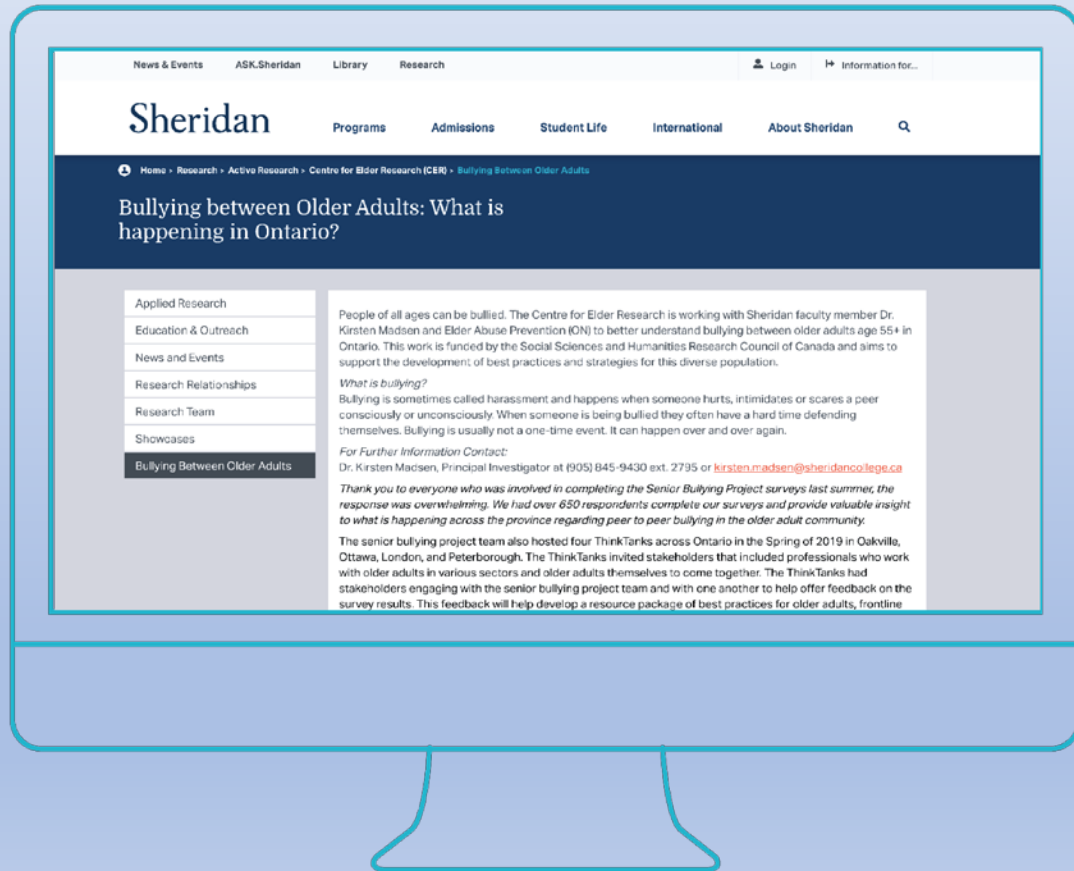 News & Events ASK.Sheridan Library Research Login Information for...
Sheridan Programs Admissions Student Life International About Sheridan
Home > Research > Active Research > Centre for Elder Research (CER) > Bullying Between Older Adults
Bullying between Older Adults: What is
happening in Ontario?
Applied Research
Education & Outreach
News and Events
Research Relationships
Research Team
Showcases
Bullying Between Older Adults
People of all ages can be bullied. The Centre for Elder Research is working with Sheridan faculty member Dr.
Kirsten Madsen and Elder Abuse Prevention (ON) to better understand bullying between older adults age 55+ in
Ontario. This work is funded by the Social Sciences and Humanities Research Council of Canada and aims to
support the development of best practices and strategies for this diverse population.
What is bullying?
Bullying is sometimes called harassment and happens when someone hurts, intimidates or scares a peer
consciously or unconsciously. When someone is being bullied they often have a hard time defending
themselves. Bullying is usually not a one-time event. It can happen over and over again.
For Further Information Contact:
Dr. Kirsten Madsen, Principal Investigator at (905) 845-9430 ext. 2795 or kirsten.madsen@sheridancollege.ca
Thank you to everyone who was involved in completing the Senior Bullying Project surveys last summer, the
response was overwhelming. We had over 650 respondents complete our surveys and provide valuable insight
to what is happening across the province regarding peer to peer bullying in the older adult community.
The senior bullying project team also hosted four ThinkTanks across Ontario in the Spring of 2019 in Oakville,
Ottawa, London, and Peterborough. The ThinkTanks invited stakeholders that included professionals who work
with older adults in various sectors and older adults themselves to come together. The ThinkTanks had
stakeholders engaging with the senior bullying project team and with one another to help offer feedback on the
survey results. This feedback will help develop a resource package of best practices for older adults, frontline